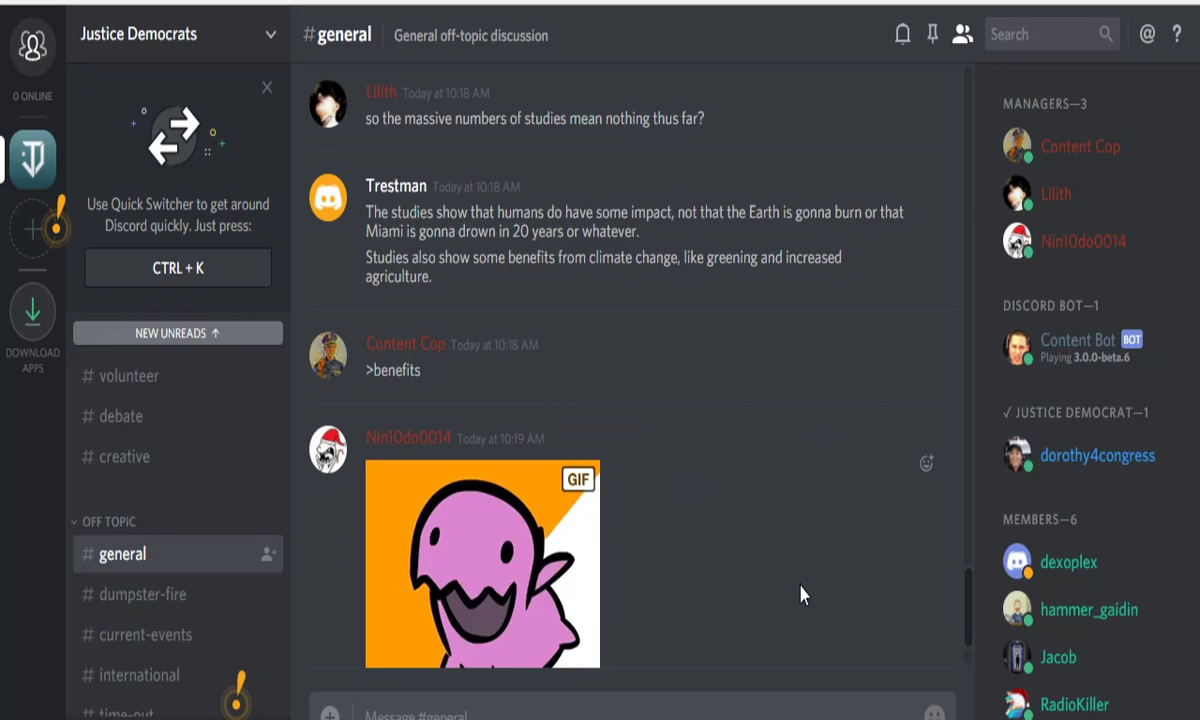 0 ONLINE
DOWNLOAD
APPS
Justice Democrats
Use Quick Switcher to get around
Discord quickly. Just press:
CTRL + K
NEW UNREADS ↑
# volunteer
# debate
# creative
OFF TOPIC
# general
# dumpster-fire
# current-events
# international
# time-out
# general
General off-topic discussion
Search
@ ?
Lilith Today at 10:18 AM
so the massive numbers of studies mean nothing thus far?
Trestman Today at 10:18 AM
The studies show that humans do have some impact, not that the Earth is gonna burn or that
Miami is gonna drown in 20 years or whatever.
Studies also show some benefits from climate change, like greening and increased
agriculture.
Content Cop Today at 10:18 AM
>benefits
Nin10do0014 Today at 10:19 AM
GIF
Message #general
MANAGERS—3
Content Cop
Lilith
Nin10do0014
DISCORD BOT—1
Content Bot BOT
Playing 3.0.0-beta.6
✓ JUSTICE DEMOCRAT—1
dorothy4congress
MEMBERS—6
dexoplex
hammer_gaidin
Jacob
RadioKiller